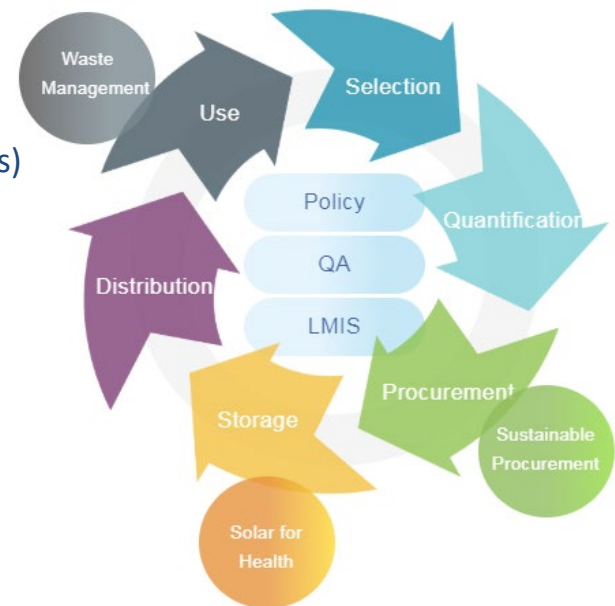 Waste
Management
Use
Selection
s)
Policy
Quantification
QA
Distribution
LMIS
Procurement
Storage
Sustainable
Procurement
Solar for
Health